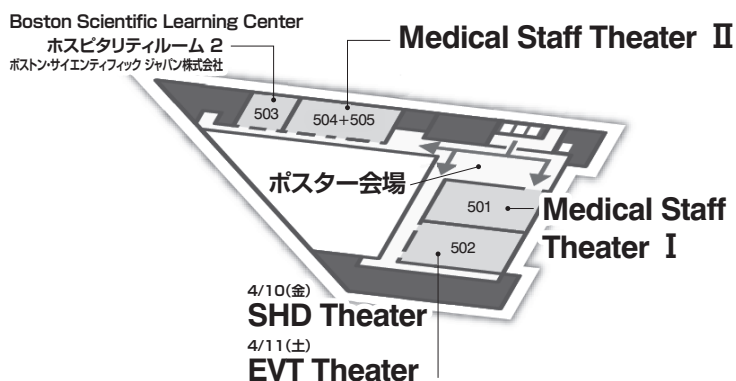 Boston Scientific Learning Center
ホスピタリティルーム 2
ボストン・サイエンティフィック ジャパン株式会社
Medical Staff Theater Ⅱ
503
504+505
ポスター会場
501
Medical Staff
Theater Ⅰ
502
4/10(金)
SHD Theater
4/11(土)
EVT Theater